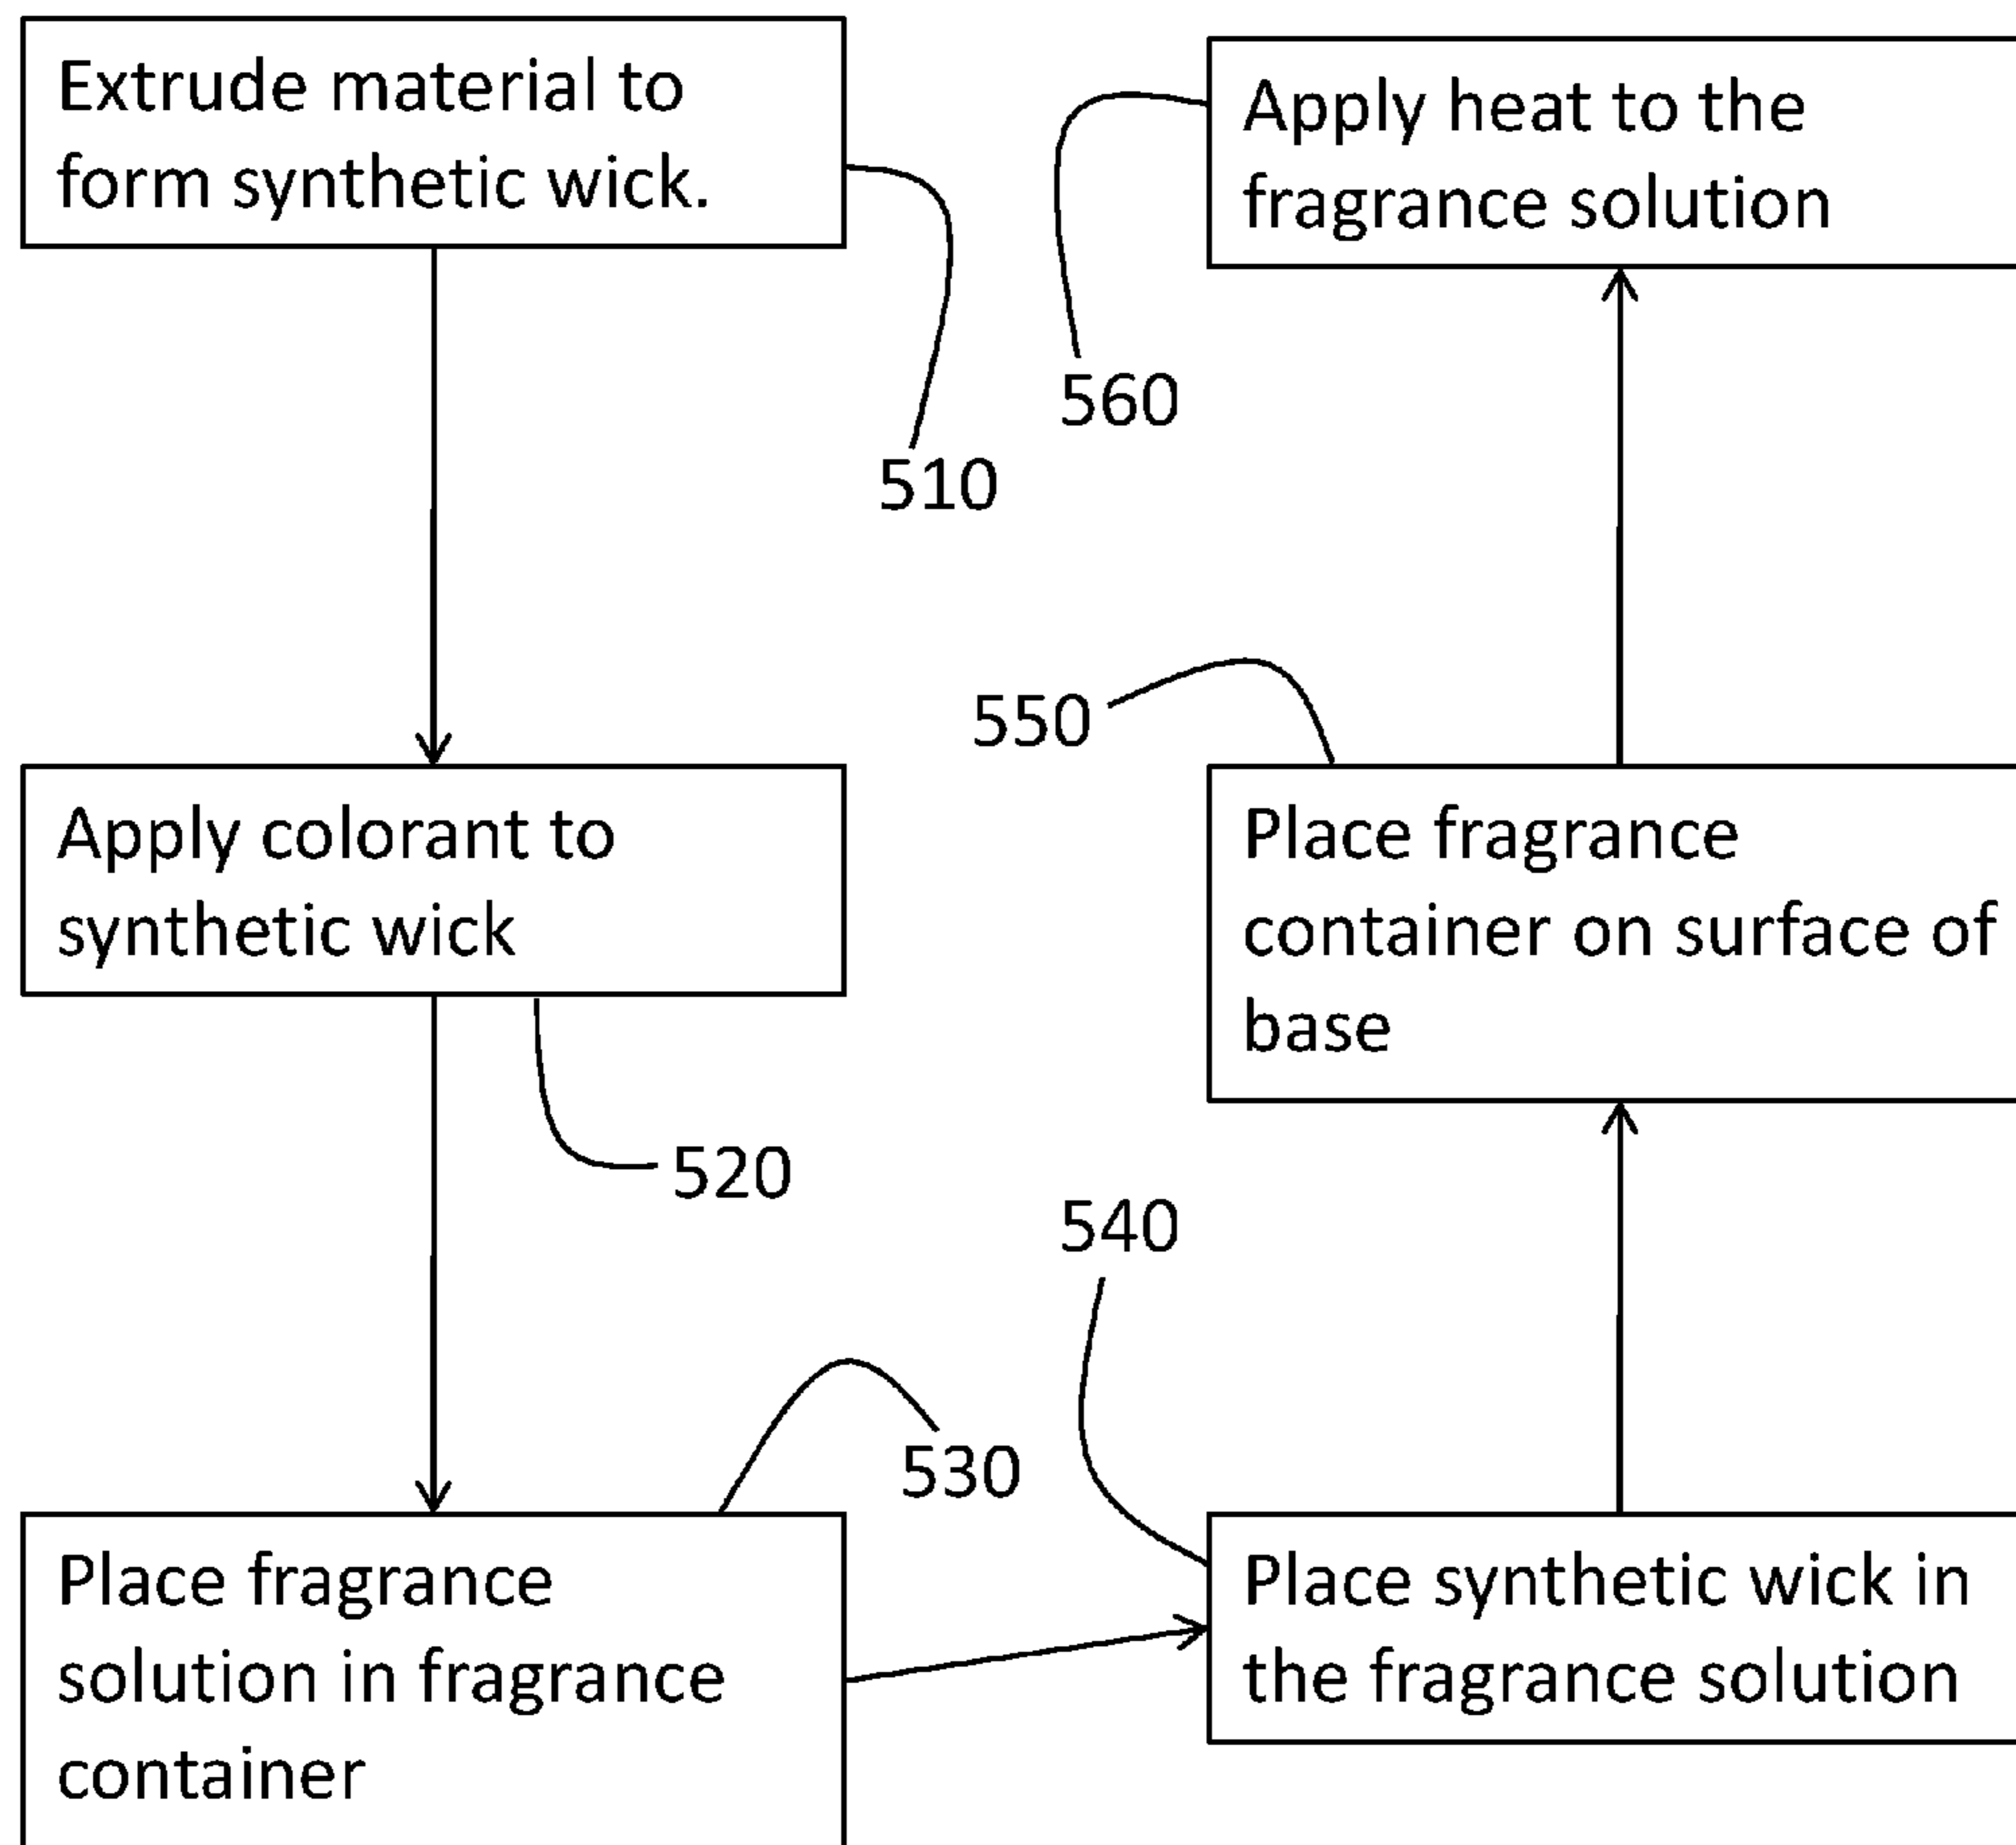 Extrude material to
form synthetic wick.
510
Apply colorant to
synthetic wick
520
Place fragrance
solution in fragrance
container
530
Place synthetic wick in
the fragrance solution
540
Place fragrance
container on surface of
base
550
Apply heat to the
fragrance solution
560